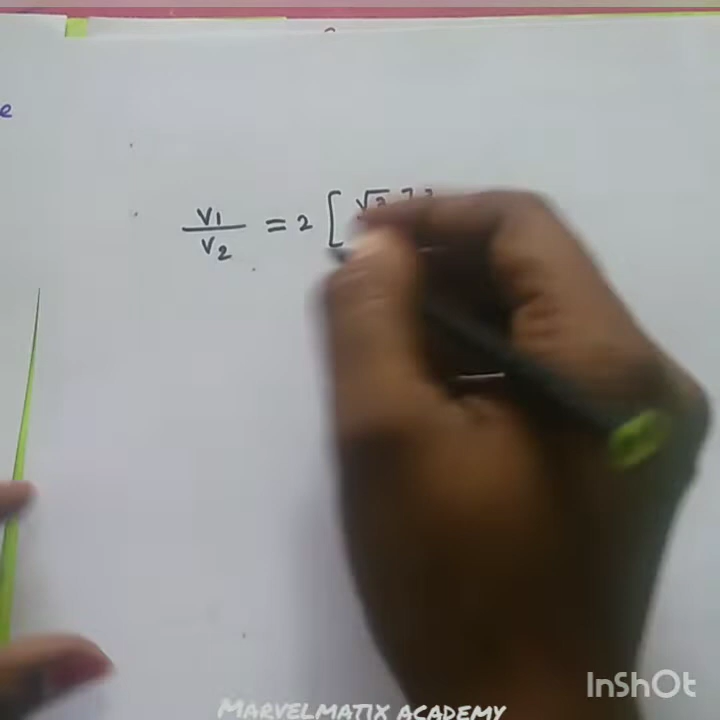 e
V1
— = 2 [ √
V2
MARVELMATIX ACADEMY
InShOt